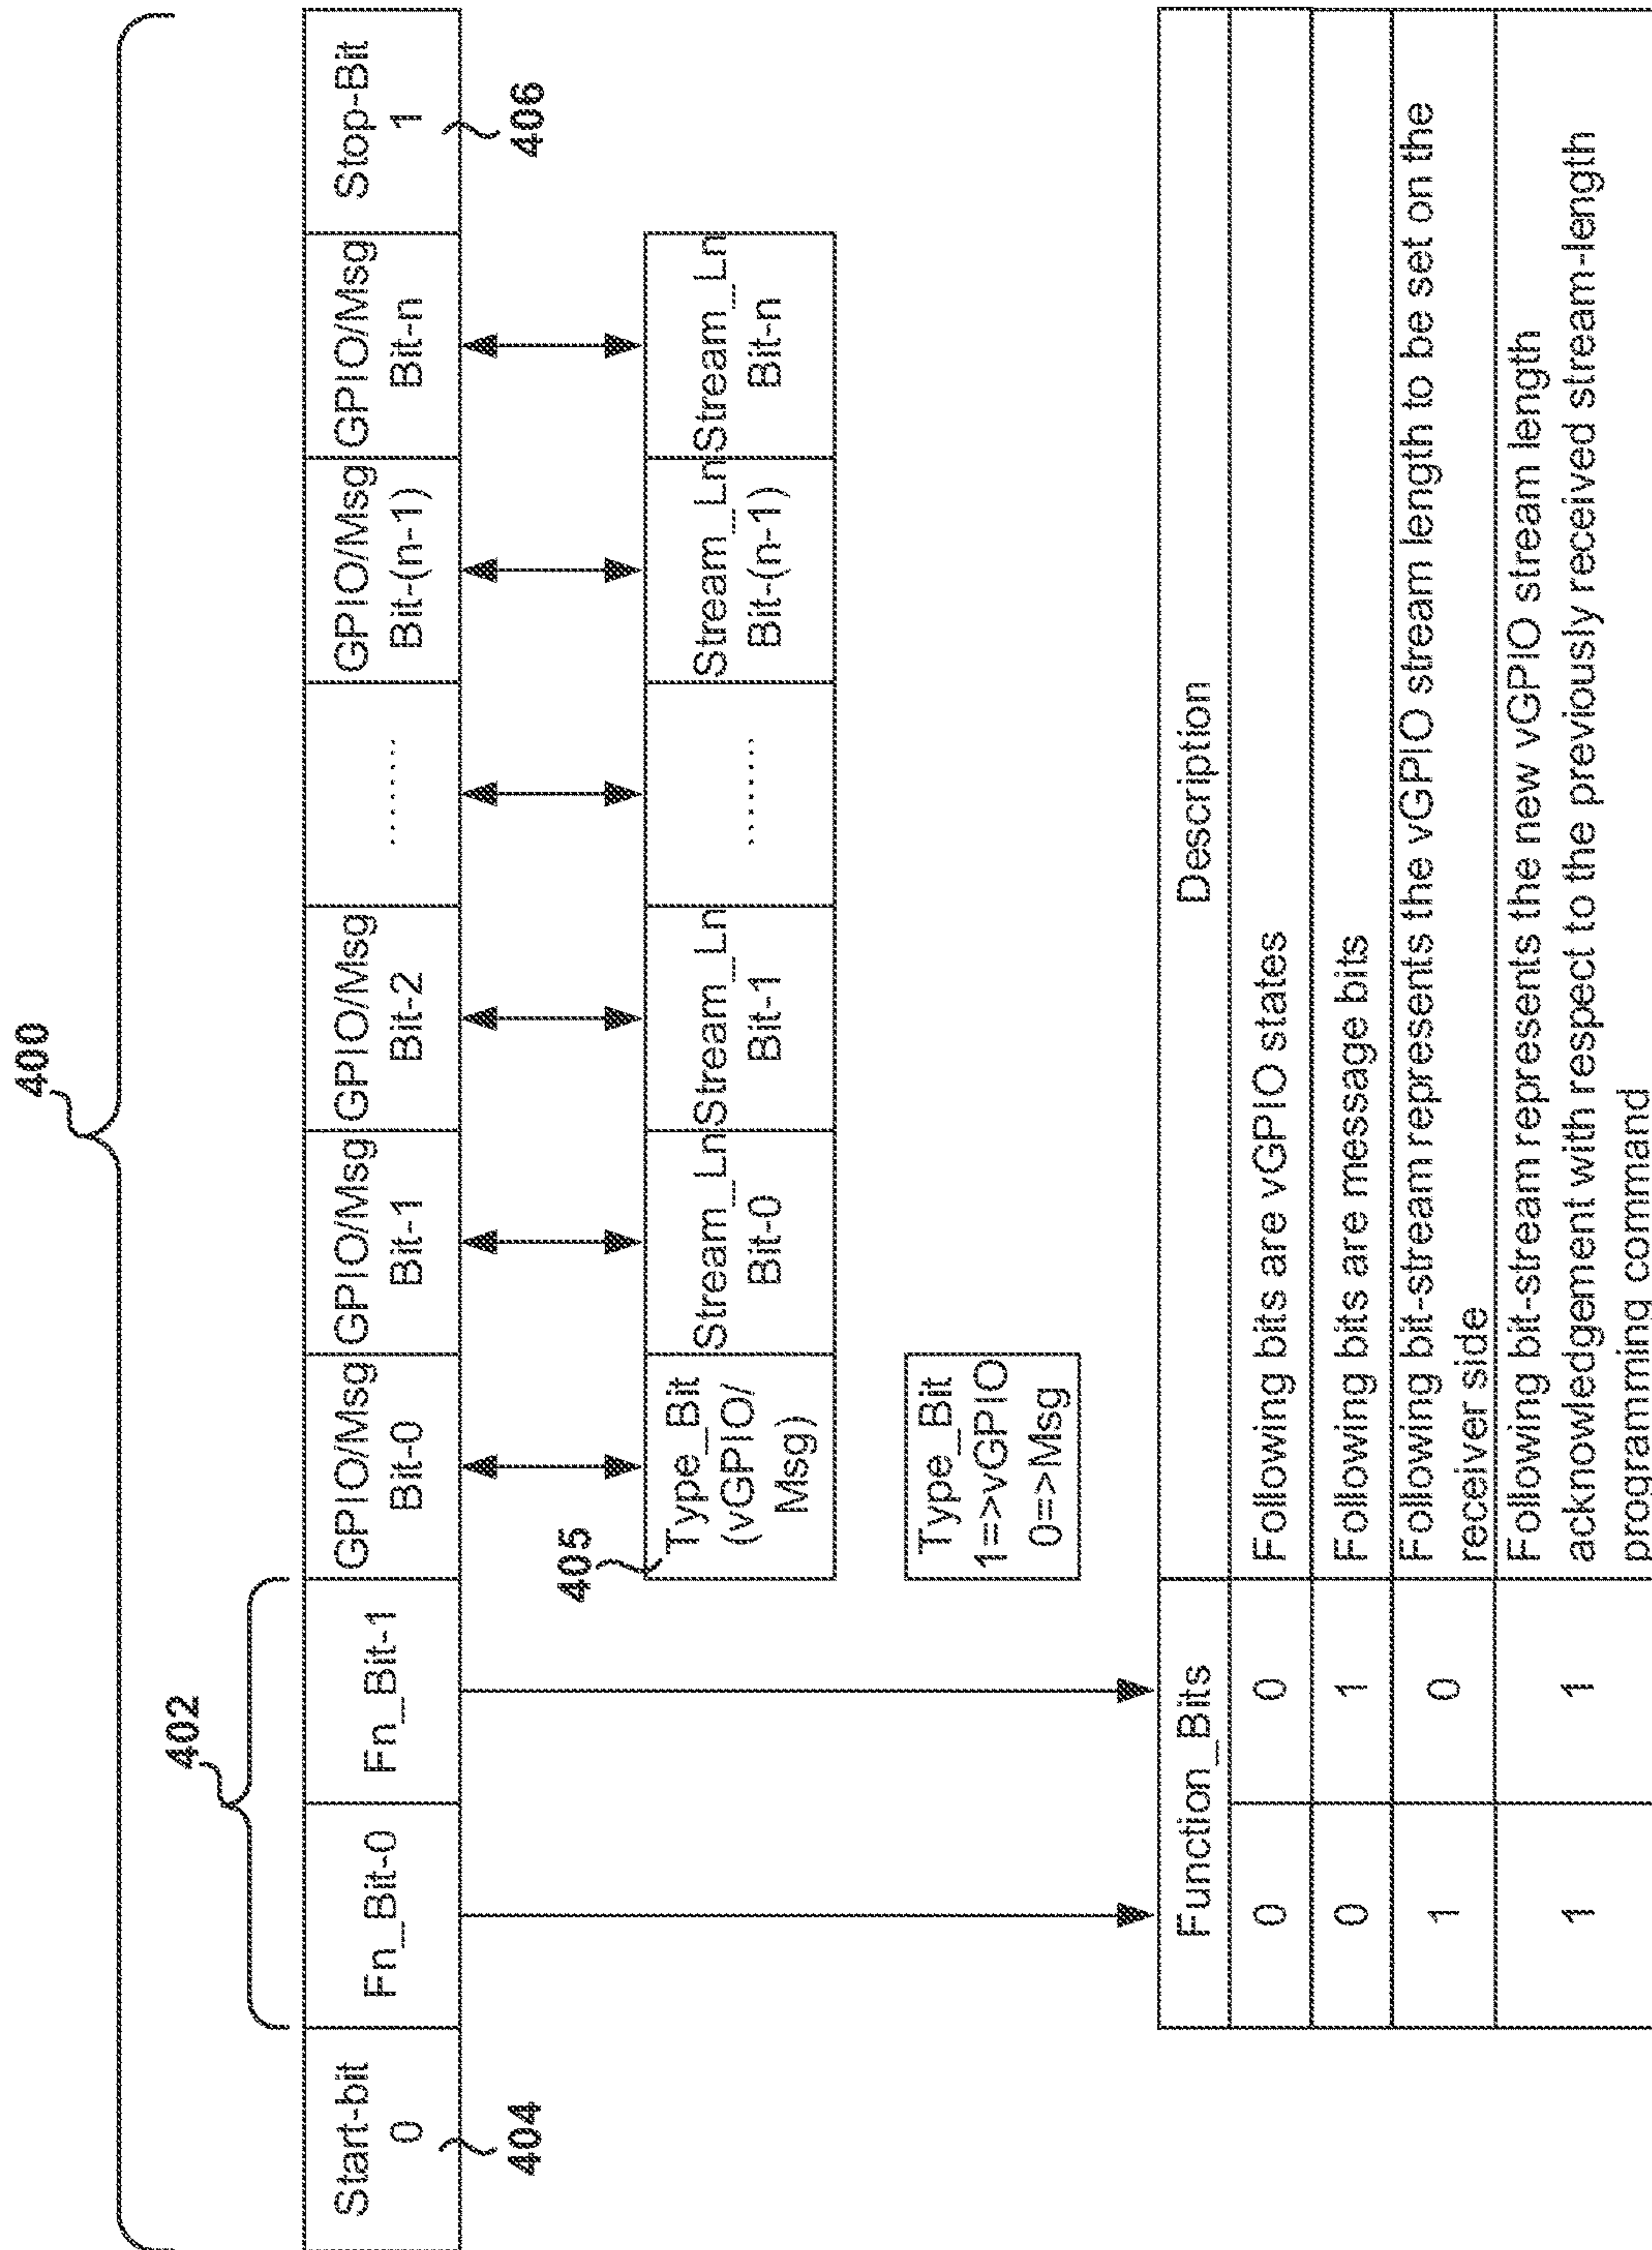 400
402
Start-bit
0
Fn_Bit-0
Fn_Bit-1
GPIO/Msg
Bit-0
GPIO/Msg
Bit-1
GPIO/Msg
Bit-2
.......
GPIO/Msg
Bit-(n-1)
GPIO/Msg
Bit-n
Stop-Bit
1
404
406
405
Type_Bit
(vGPIO/
Msg)
Stream_Ln
Bit-0
Stream_Ln
Bit-1
.......
Stream_Ln
Bit-(n-1)
Stream_Ln
Bit-n
Type_Bit
1=>vGPIO
0=>Msg
Function_Bits
Description
0 0 Following bits are vGPIO states
0 1 Following bits are message bits
1 0 Following bit-stream represents the vGPIO stream length to be set on the
receiver side
1 1 Following bit-stream represents the new vGPIO stream length
acknowledgement with respect to the previously received stream-length
programming command